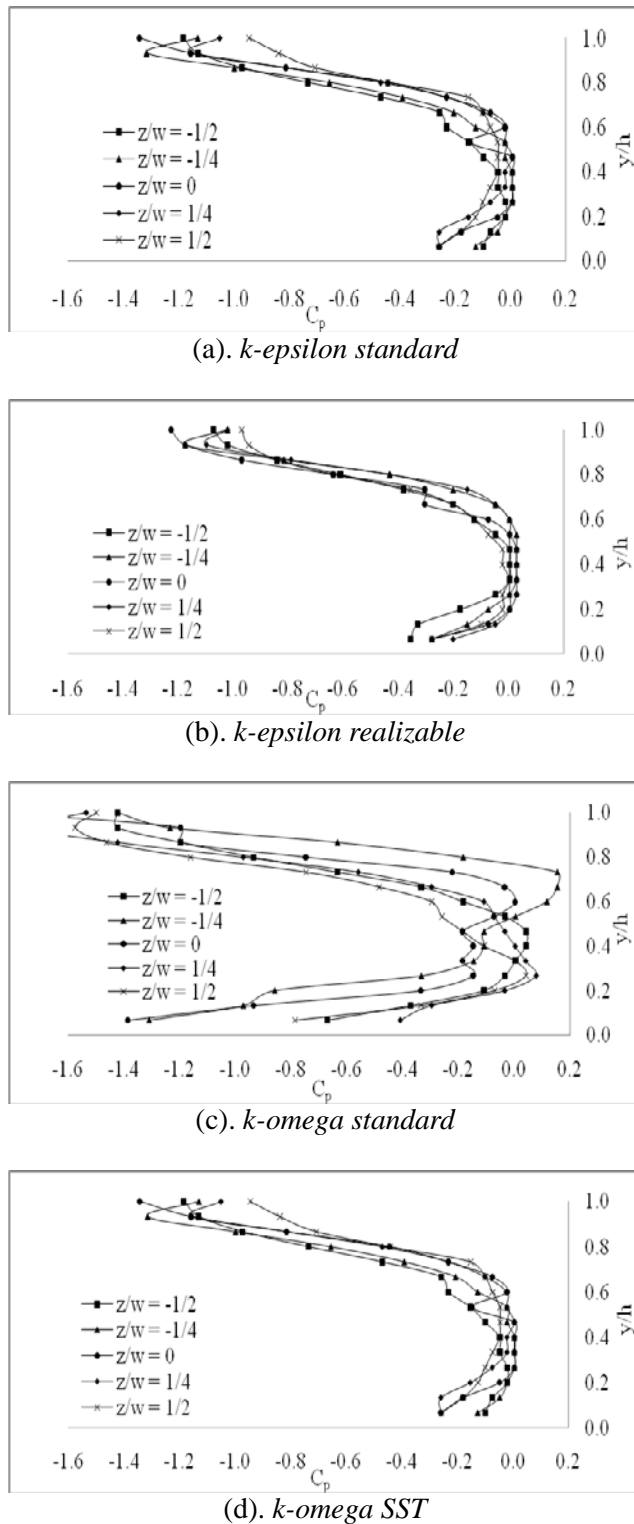 1.0
0.8
0.6
0.4
0.2
0.0
y/h
z/w = -1/2
z/w = -1/4
z/w = 0
z/w = 1/4
z/w = 1/2
-1.6 -1.4 -1.2 -1.0 -0.8 -0.6 -0.4 -0.2 0.0 0.2
Cp
(a). k-epsilon standard
1.0
0.8
0.6
0.4
0.2
0.0
y/h
z/w = -1/2
z/w = -1/4
z/w = 0
z/w = 1/4
z/w = 1/2
-1.6 -1.4 -1.2 -1.0 -0.8 -0.6 -0.4 -0.2 0.0 0.2
Cp
(b). k-epsilon realizable
1.0
0.8
0.6
0.4
0.2
0.0
y/h
z/w = -1/2
z/w = -1/4
z/w = 0
z/w = 1/4
z/w = 1/2
-1.6 -1.4 -1.2 -1.0 -0.8 -0.6 -0.4 -0.2 0.0 0.2
Cp
(c). k-omega standard
1.0
0.8
0.6
0.4
0.2
0.0
y/h
z/w = -1/2
z/w = -1/4
z/w = 0
z/w = 1/4
z/w = 1/2
-1.6 -1.4 -1.2 -1.0 -0.8 -0.6 -0.4 -0.2 0.0 0.2
Cp
(d). k-omega SST